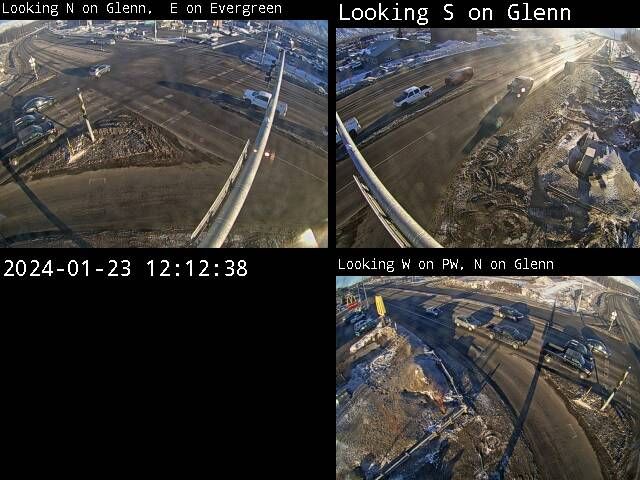 Looking N on Glenn, E on Evergreen
Looking S on Glenn
2024-01-23 12:12:38
Looking W on PW, N on Glenn